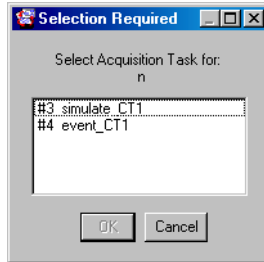 Selection Required
Select Acquisition Task for:
n
#3 simulate_CT1
#4 event_CT1
OK Cancel